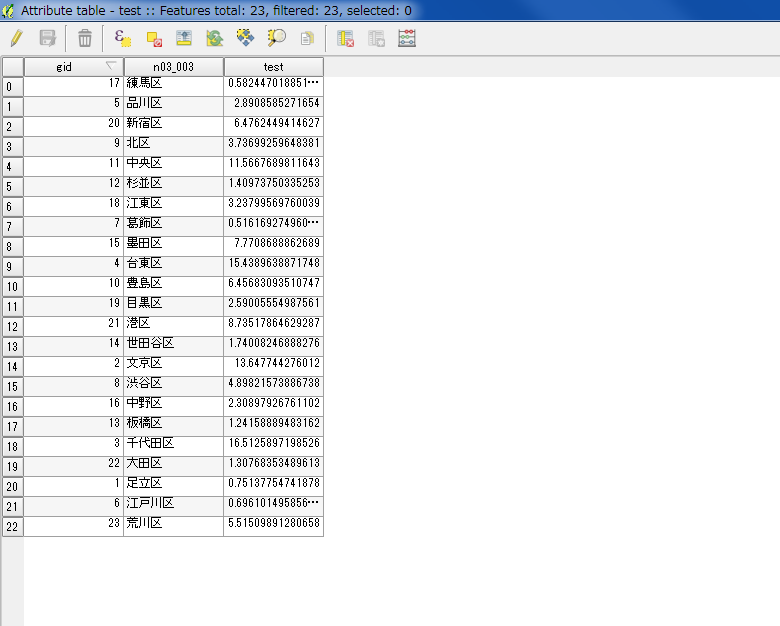 Attribute table - test :: Features total: 23, filtered: 23, selected: 0
gid n03_003 test
0 17 練馬区 0.582447018851…
1 5 品川区 2.8908585271654
2 20 新宿区 6.4762449414627
3 9 北区 3.73699259648381
4 11 中央区 11.5667689811643
5 12 杉並区 1.40973750335253
6 18 江東区 3.23799569760039
7 7 葛飾区 0.516169274960…
8 15 墨田区 7.7708688862689
9 4 台東区 15.4389638871748
10 10 豊島区 6.45683093510747
11 19 目黒区 2.59005554987561
12 21 港区 8.73517864629287
13 14 世田谷区 1.74008246888276
14 2 文京区 13.647744276012
15 8 渋谷区 4.89821573886738
16 16 中野区 2.30897926761102
17 13 板橋区 1.24158889483162
18 3 千代田区 16.5125897198526
19 22 大田区 1.30768353489613
20 1 足立区 0.75137754741878
21 6 江戸川区 0.696101495856…
22 23 荒川区 5.51509891280658